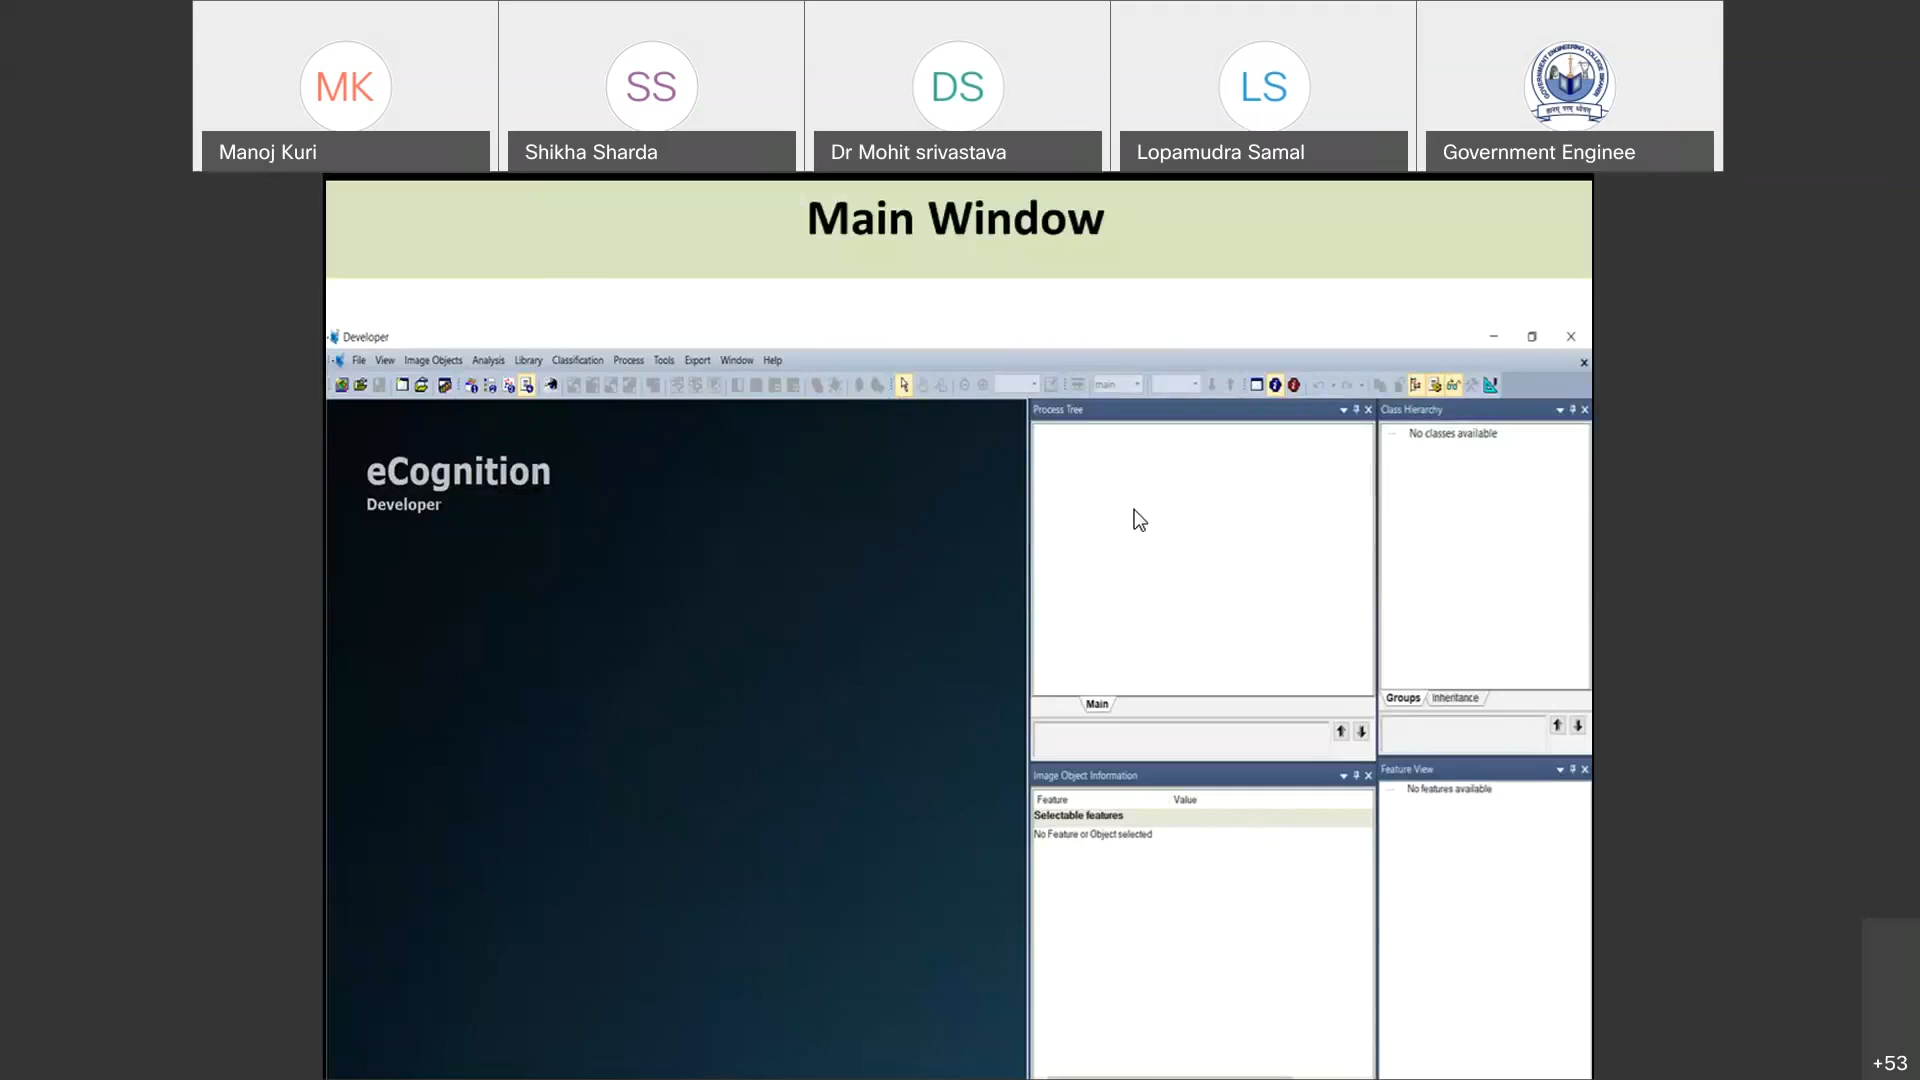 MK
SS
DS
LS
Manoj Kuri
Shikha Sharda
Dr Mohit srivastava
Lopamudra Samal
Government Enginee
Main Window
Developer
File View Image Objects Analysis Library Classification Process Tools Export Window Help
main
Process Tree
Class Hierarchy
No classes available
eCognition
Developer
Main
Groups Inheritance
Image Object Information
Feature Value
Selectable features
No Feature or Object selected
Feature View
No features available
+53